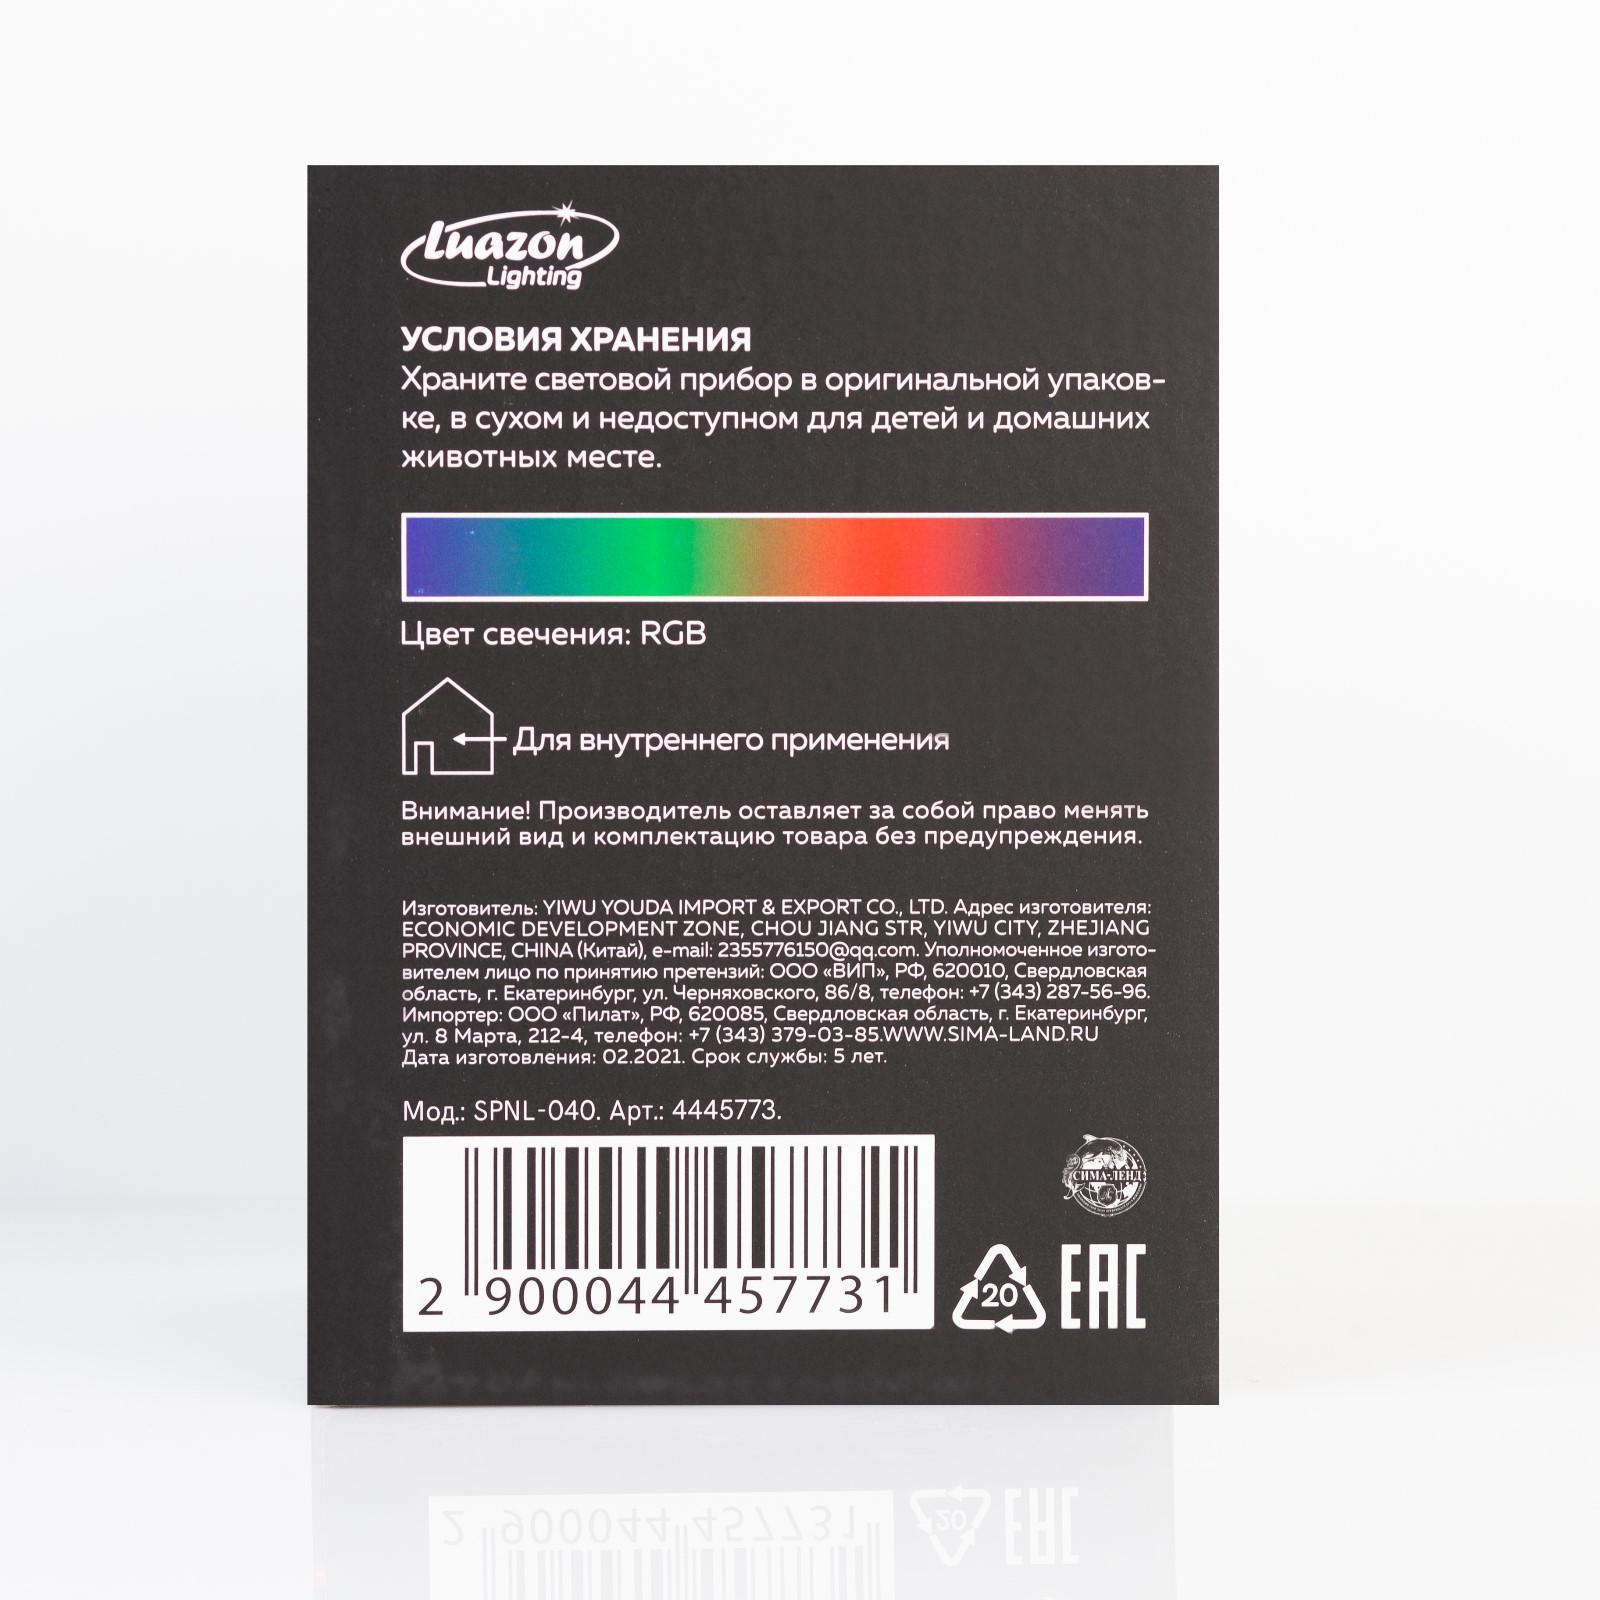 Luazon
Lighting
УСЛОВИЯ ХРАНЕНИЯ
Храните световой прибор в оригинальной упаков-
ке, в сухом и недоступном для детей и домашних
животных месте.
Цвет свечения: RGB
Для внутреннего применения
Внимание! Производитель оставляет за собой право менять
внешний вид и комплектацию товара без предупреждения.
Изготовитель: YIWU YOUDA IMPORT & EXPORT CO., LTD. Адрес изготовителя:
ECONOMIC DEVELOPMENT ZONE, CHOU JIANG STR, YIWU CITY, ZHEJIANG
PROVINCE, CHINA (Китай), e-mail: 2355776150@qq.com. Уполномоченное изгото-
вителем лицо по принятию претензий: ООО «ВИП», РФ, 620010, Свердловская
область, г. Екатеринбург, ул. Черняховского, 86/8, телефон: +7 (343) 287-56-96.
Импортер: ООО «Пилат», РФ, 620085, Свердловская область, г. Екатеринбург,
ул. 8 Марта, 212-4, телефон: +7 (343) 379-03-85.WWW.SIMA-LAND.RU
Дата изготовления: 02.2021. Срок службы: 5 лет.
Мод.: SPNL-040. Арт.: 4445773.
СИМА-ЛЕНД
2 900044 457731
20
EAC